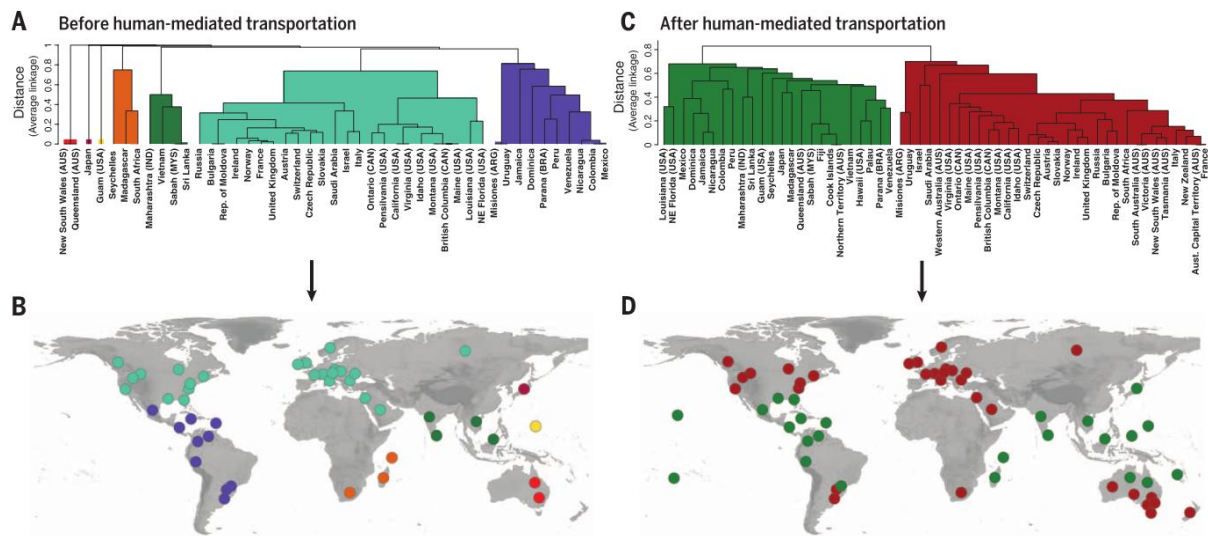 A Before human-mediated transportation
Distance
(Average linkage)
1
0.8
0.6
0.4
0.2
0
New South Wales (AUS)
Queensland (AUS)
Japan
Guam (USA)
Seychelles
Madagascar
South Africa
Maharashtra (IND)
Vietnam
Sabah (MYS)
Sri Lanka
Russia
Bulgaria
Rep. of Moldova
Ireland
Norway
France
United Kingdom
Austria
Switzerland
Czech Republic
Slovakia
Saudi Arabia
Israel
Italy
Ontario (CAN)
Pensilvania (USA)
California (USA)
Virginia (USA)
Idaho (USA)
Montana (USA)
British Columbia (CAN)
Maine (USA)
Louisiana (USA)
NE Florida (USA)
Misiones (ARG)
Uruguay
Jamaica
Dominica
Parana (BRA)
Peru
Venezuela
Nicaragua
Colombia
Mexico
C After human-mediated transportation
Distance
(Average linkage)
0.8
0.6
0.4
0.2
Louisiana (USA)
NE Florida (USA)
Mexico
Dominica
Jamaica
Nicaragua
Colombia
Peru
Maharashtra (IND)
Sri Lanka
Guam (USA)
Seychelles
Japan
Madagascar
Queensland (AUS)
Sabah (MYS)
Fiji
Cook Islands
Northern Territory (AUS)
Vietnam
Hawaii (USA)
Palau
Parana (BRA)
Venezuela
Misiones (ARG)
Uruguay
Israel
Saudi Arabia
Western Australia (AUS)
Virginia (USA)
Ontario (CAN)
Maine (USA)
Pensilvania (USA)
British Columbia (CAN)
Montana (USA)
California (USA)
Idaho (USA)
Switzerland
Czech Republic
Austria
Slovakia
Norway
Ireland
United Kingdom
Russia
Bulgaria
Rep. of Moldova
South Africa
South Australia (AUS)
Victoria (AUS)
New South Wales (AUS)
Tasmania (AUS)
Italy
New Zealand
Aust. Capital Territory (AUS)
France
B
D